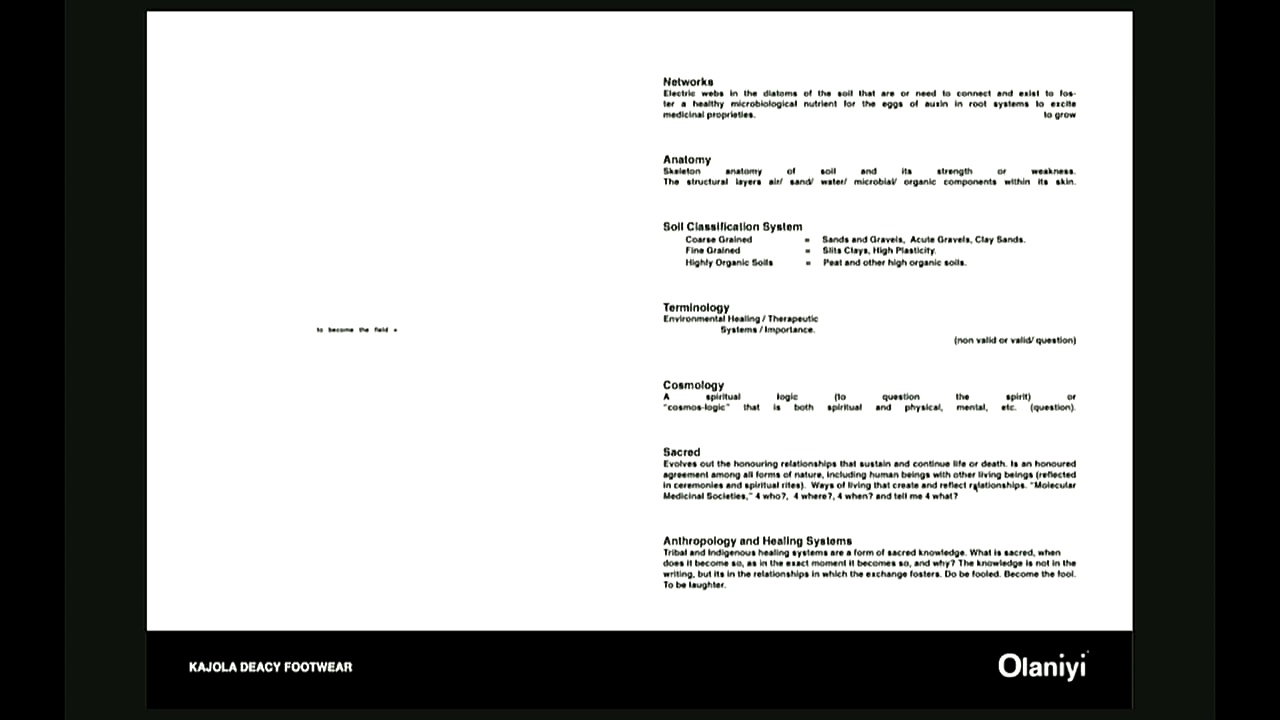 Networks
Electric webs in the diatoms of the soil that are or need to connect and exist to fos-
ter a healthy microbiological nutrient for the eggs of auxin in root systems to excite
medicinal proprieties. to grow
Anatomy
Skeleton anatomy of soil and its strength or weakness.
The structural layers air/ sand/ water/ microbial/ organic components within its skin.
Soil Classification System
Coarse Grained = Sands and Gravels, Acute Gravels, Clay Sands.
Fine Grained = Slits Clays, High Plasticity.
Highly Organic Soils = Peat and other high organic soils.
to become the field +
Terminology
Environmental Healing / Therapeutic
Systems / Importance.
(non valid or valid/ question)
Cosmology
A spiritual logic (to question the spirit) or
"cosmos-logic" that is both spiritual and physical, mental, etc. (question).
Sacred
Evolves out the honouring relationships that sustain and continue life or death. Is an honoured
agreement among all forms of nature, including human beings with other living beings (reflected
in ceremonies and spiritual rites). Ways of living that create and reflect relationships. "Molecular
Medicinal Societies," 4 who?, 4 where?, 4 when? and tell me 4 what?
Anthropology and Healing Systems
Tribal and Indigenous healing systems are a form of sacred knowledge. What is sacred, when
does it become so, as in the exact moment it becomes so, and why? The knowledge is not in the
writing, but its in the relationships in which the exchange fosters. Do be fooled. Become the fool.
To be laughter.
KAJOLA DEACY FOOTWEAR
Olaniyi